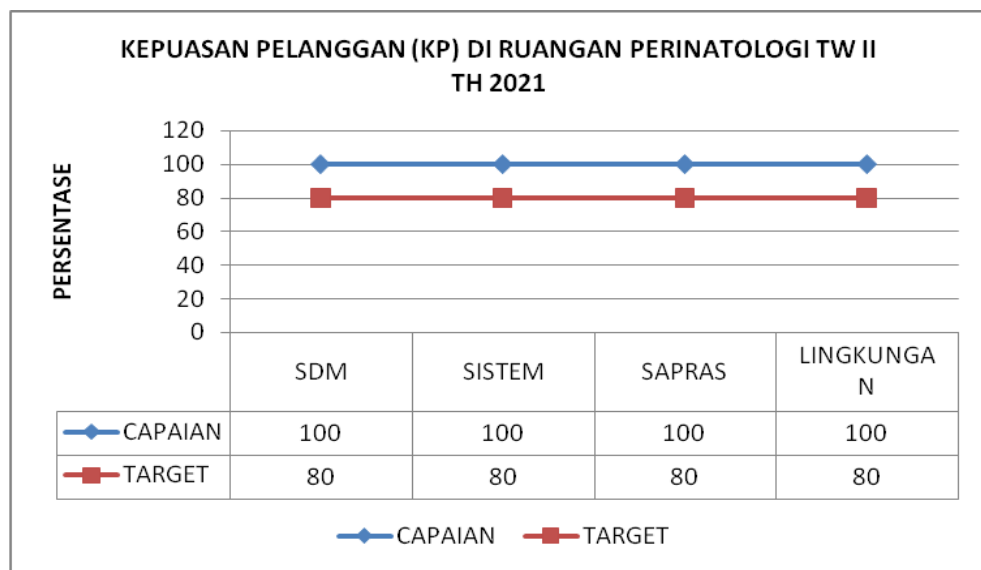 KEPUASAN PELANGGAN (KP) DI RUANGAN PERINATOLOGI TW II
TH 2021
PERSENTASE
120
100
80
60
40
20
0
SDM SISTEM SAPRAS LINGKUNGA
N
CAPAIAN 100 100 100 100
TARGET 80 80 80 80
CAPAIAN TARGET